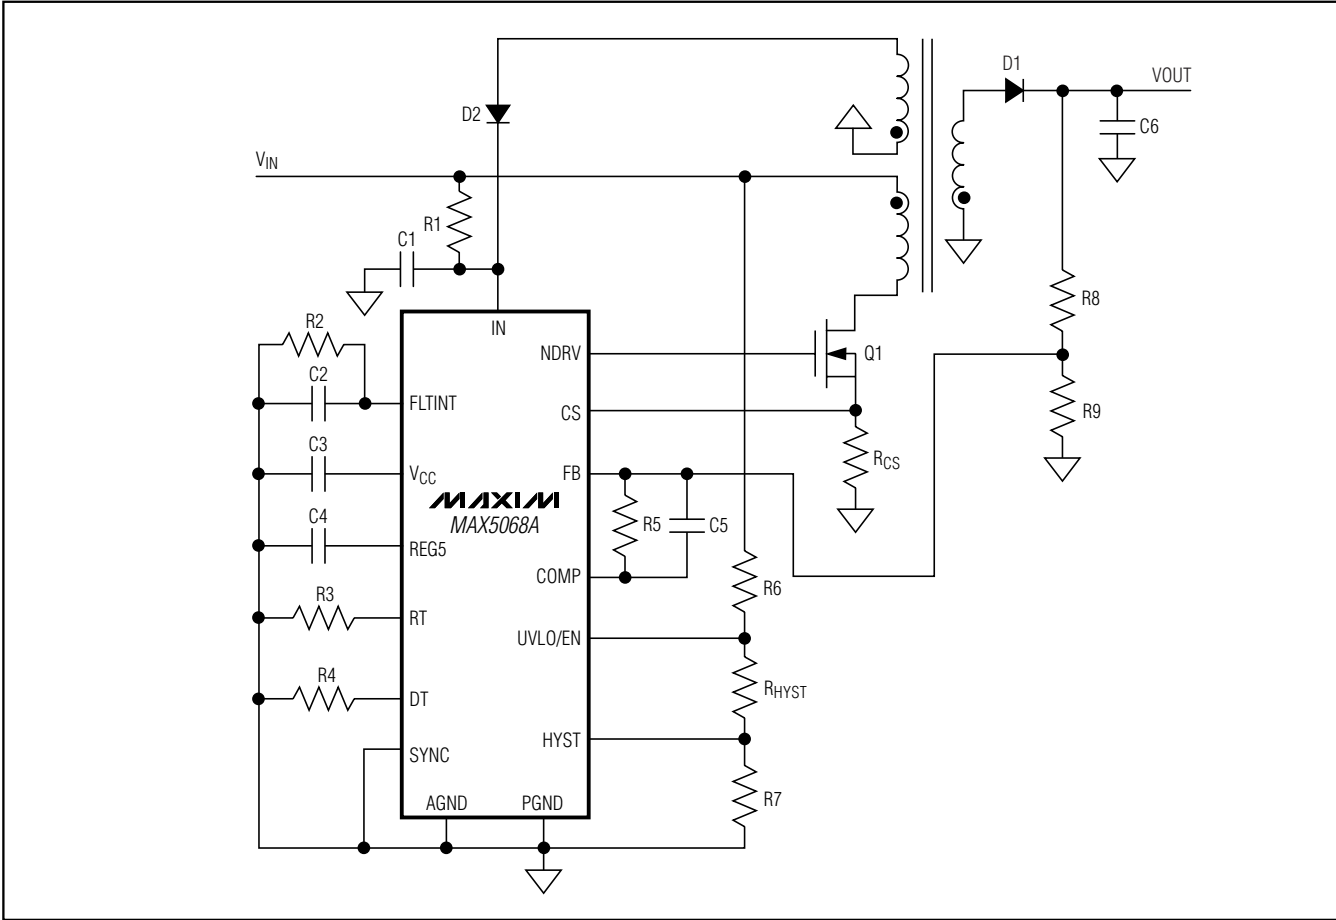 D1
VOUT
D2
C6
VIN
R1
C1
R8
IN
R2
NDRV
Q1
C2
FLTINT
CS
R9
RCS
C3
VCC
FB
MAXIM
MAX5068A
R5
C5
C4
REG5
COMP
R6
R3
RT
UVLO/EN
R4
DT
RHYST
HYST
SYNC
R7
AGND
PGND